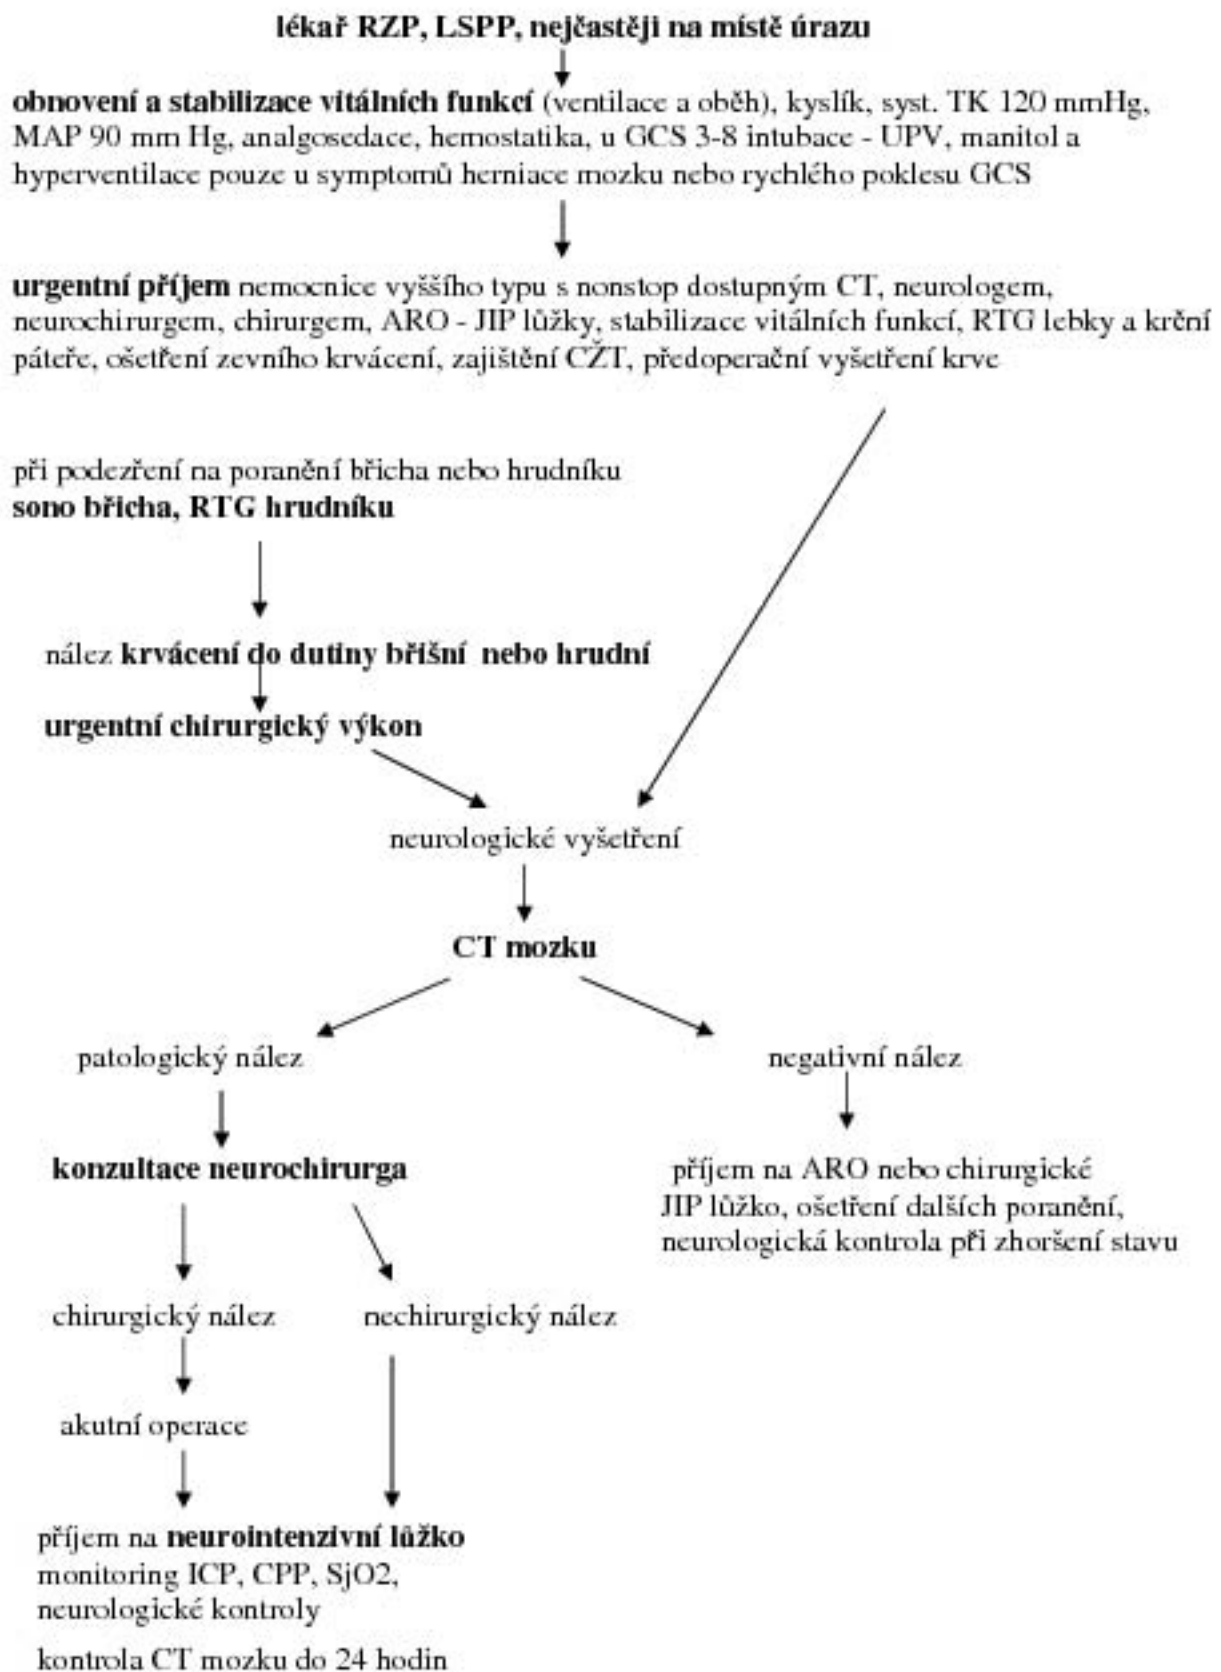 lékař RZP, LSPP, nejčastěji na místě úrazu
obnovení a stabilizace vitálních funkcí (ventilace a oběh), kyslík, syst. TK 120 mmHg,
MAP 90 mm Hg, analgosedace, hemostatika, u GCS 3-8 intubace - UPV, manitol a
hyperventilace pouze u symptomů herniace mozku nebo rychlého poklesu GCS
urgentní příjem nemocnice vyššího typu s nonstop dostupným CT, neurologem,
neurochirurgem, chirurgem, ARO - JIP lůžky, stabilizace vitálních funkcí, RTG lebky a krční
páteře, ošetření zevního krvácení, zajištění CŽT, předoperační vyšetření krve
při podezření na poranění břicha nebo hrudníku
sono břicha, RTG hrudníku
nález krvácení do dutiny břišní nebo hrudní
urgentní chirurgický výkon
neurologické vyšetření
CT mozku
patologický nález
negativní nález
konzultace neurochirurga
příjem na ARO nebo chirurgické
JIP lůžko, ošetření dalších poranění,
neurologická kontrola při zhoršení stavu
chirurgický nález
nechirurgický nález
akutní operace
příjem na neurointenzivní lůžko
monitoring ICP, CPP, SjO2,
neurologické kontroly
kontrola CT mozku do 24 hodin